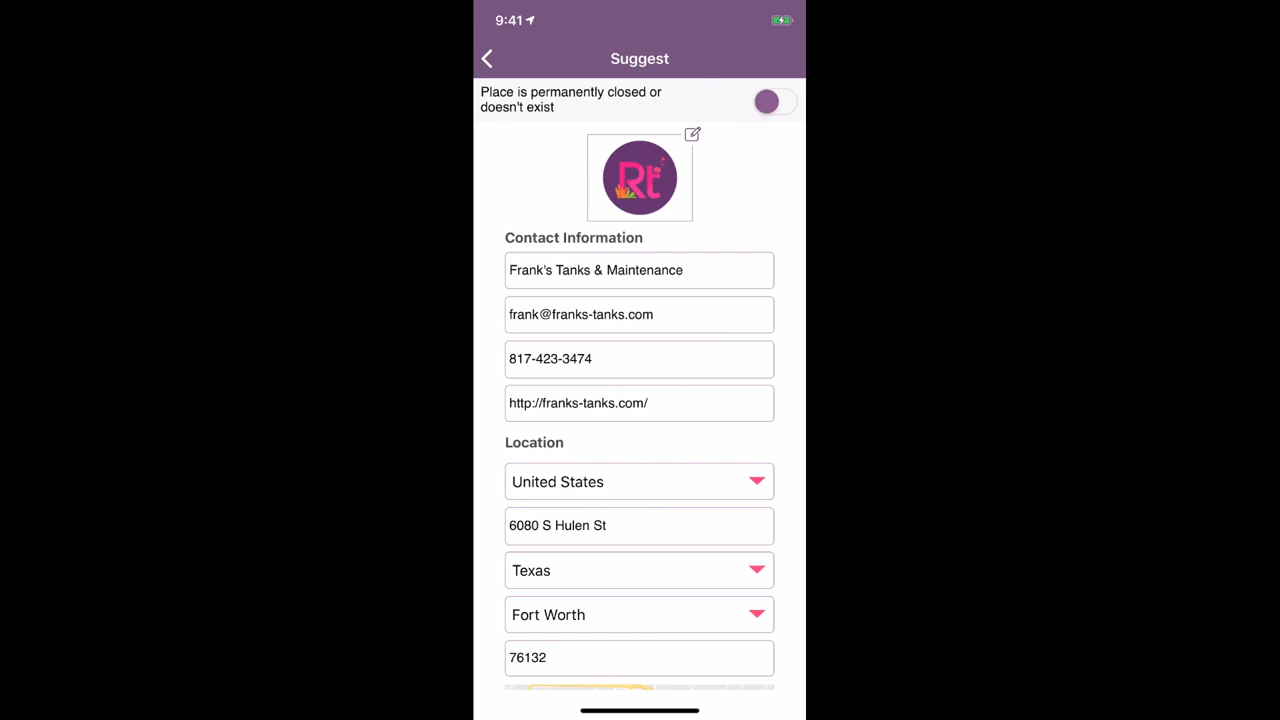 9:41
Suggest
Place is permanently closed or
doesn't exist
Rt
Contact Information
Frank's Tanks & Maintenance
frank@franks-tanks.com
817-423-3474
http://franks-tanks.com/
Location
United States
6080 S Hulen St
Texas
Fort Worth
76132